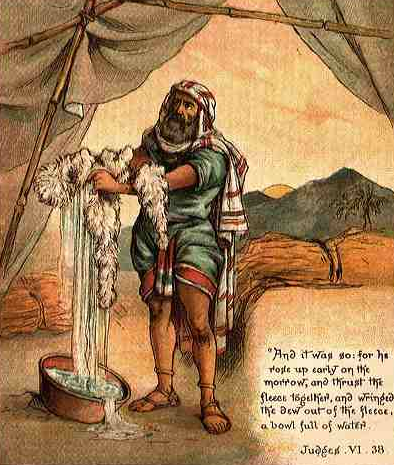 "And it was so: for he
rose up early on the
morrow, and thrust the
fleece together, and wringed
the dew out of the fleece,
a bowl full of water.
Judges . VI . 38